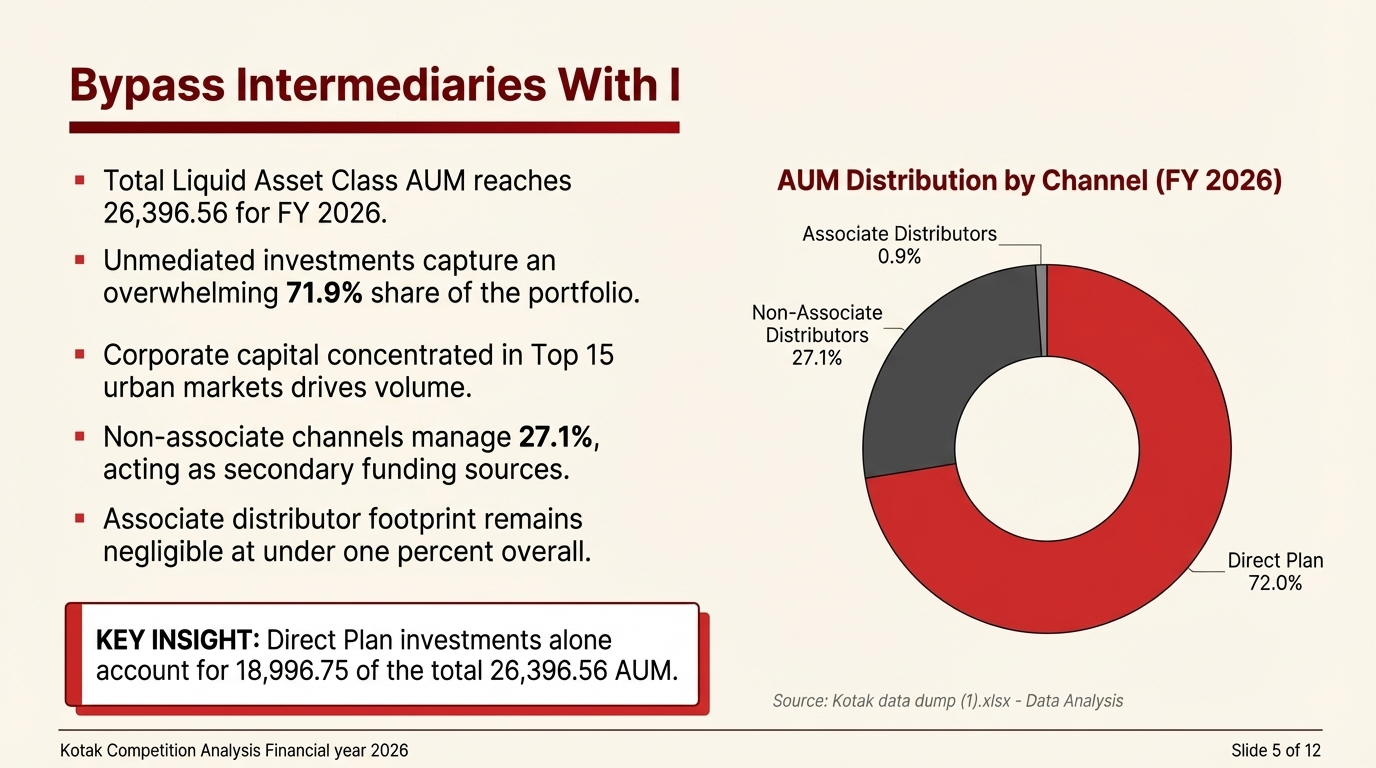 Bypass Intermediaries With I
Total Liquid Asset Class AUM reaches
26,396.56 for FY 2026.
Unmediated investments capture an
overwhelming 71.9% share of the portfolio.
Corporate capital concentrated in Top 15
urban markets drives volume.
Non-associate channels manage 27.1%,
acting as secondary funding sources.
Associate distributor footprint remains
negligible at under one percent overall.
KEY INSIGHT: Direct Plan investments alone
account for 18,996.75 of the total 26,396.56 AUM.
AUM Distribution by Channel (FY 2026)
Associate Distributors
0.9%
Non-Associate
Distributors
27.1%
Direct Plan
72.0%
Source: Kotak data dump (1).xlsx - Data Analysis
Kotak Competition Analysis Financial year 2026
Slide 5 of 12